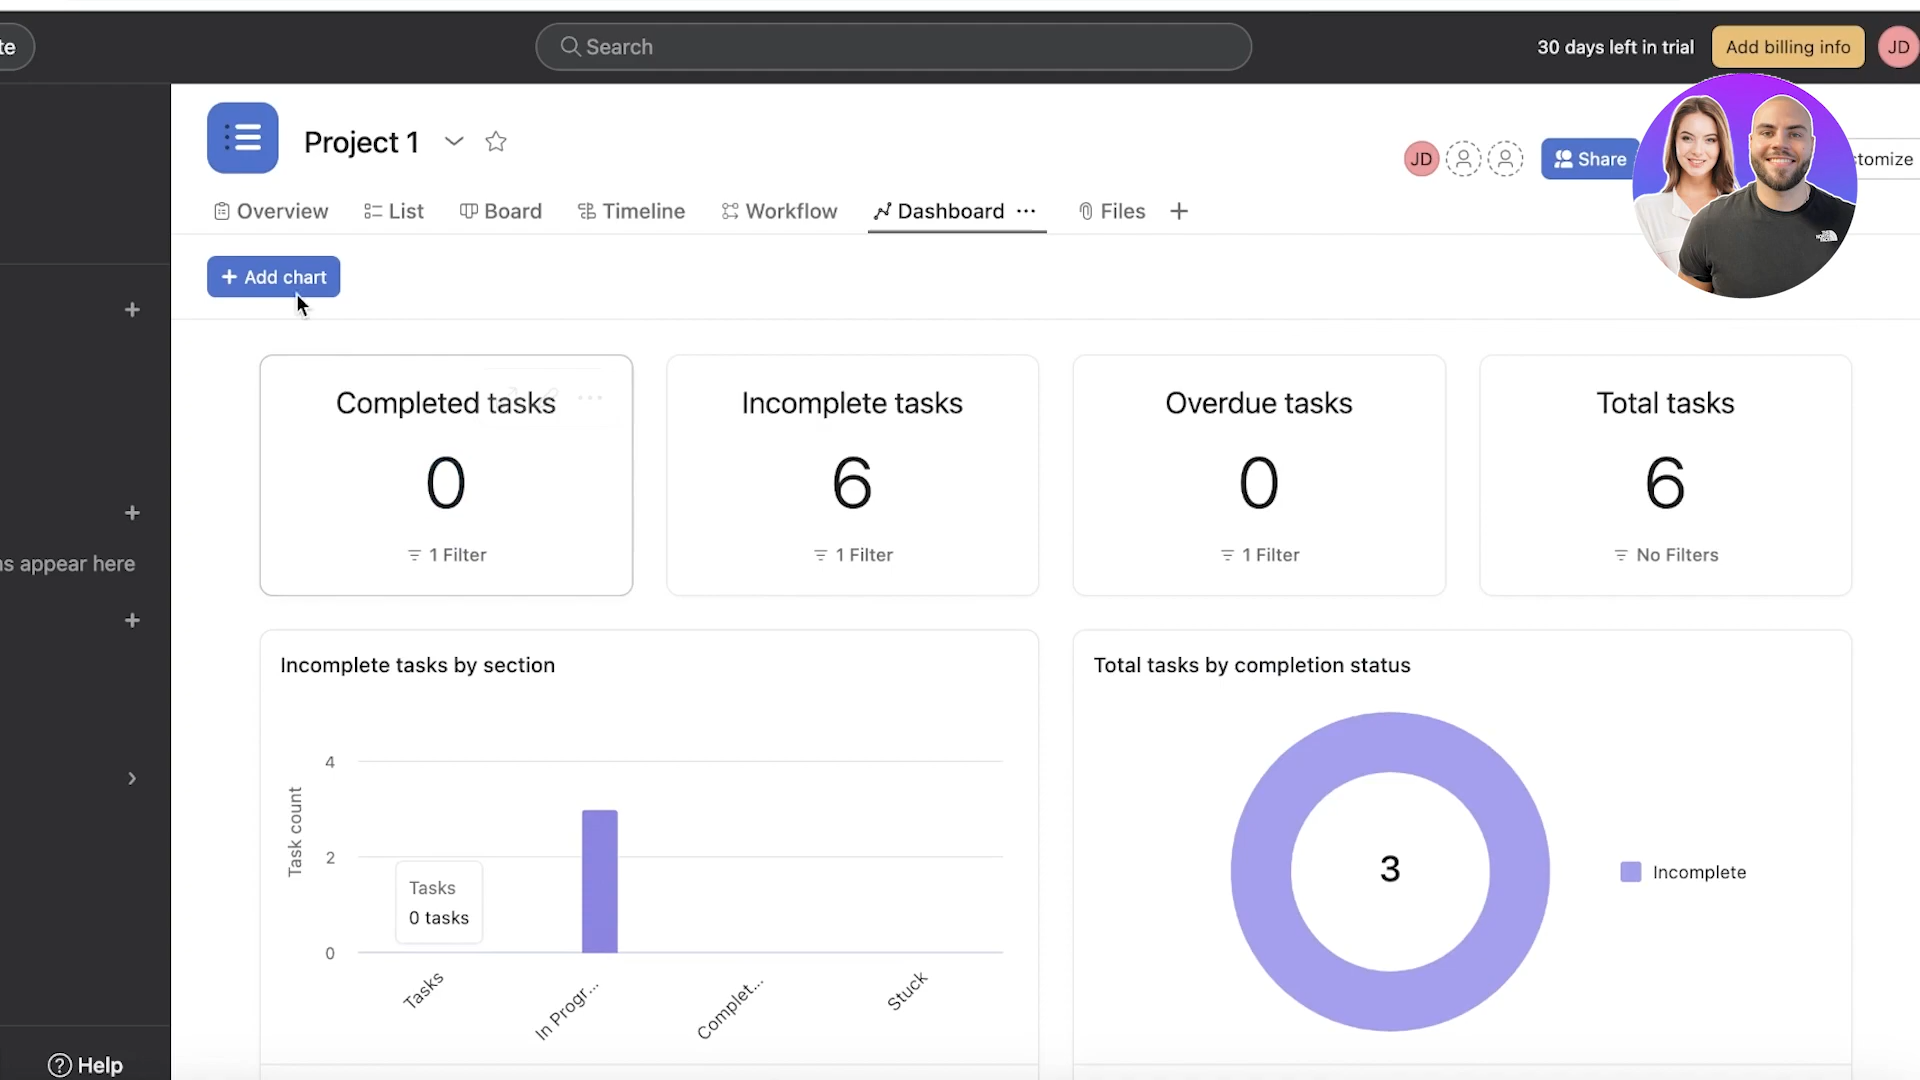 te
Search
30 days left in trial
Add billing info
JD
Project 1
JD
Share
tomize
Overview
List
Board
Timeline
Workflow
Dashboard
Files
+ Add chart
Completed tasks
0
1 Filter
Incomplete tasks
6
1 Filter
Overdue tasks
0
1 Filter
Total tasks
6
No Filters
s appear here
Incomplete tasks by section
Task count
4
2
0
Tasks
0 tasks
Tasks
In Progr...
Complet...
Stuck
Total tasks by completion status
3
Incomplete
Help